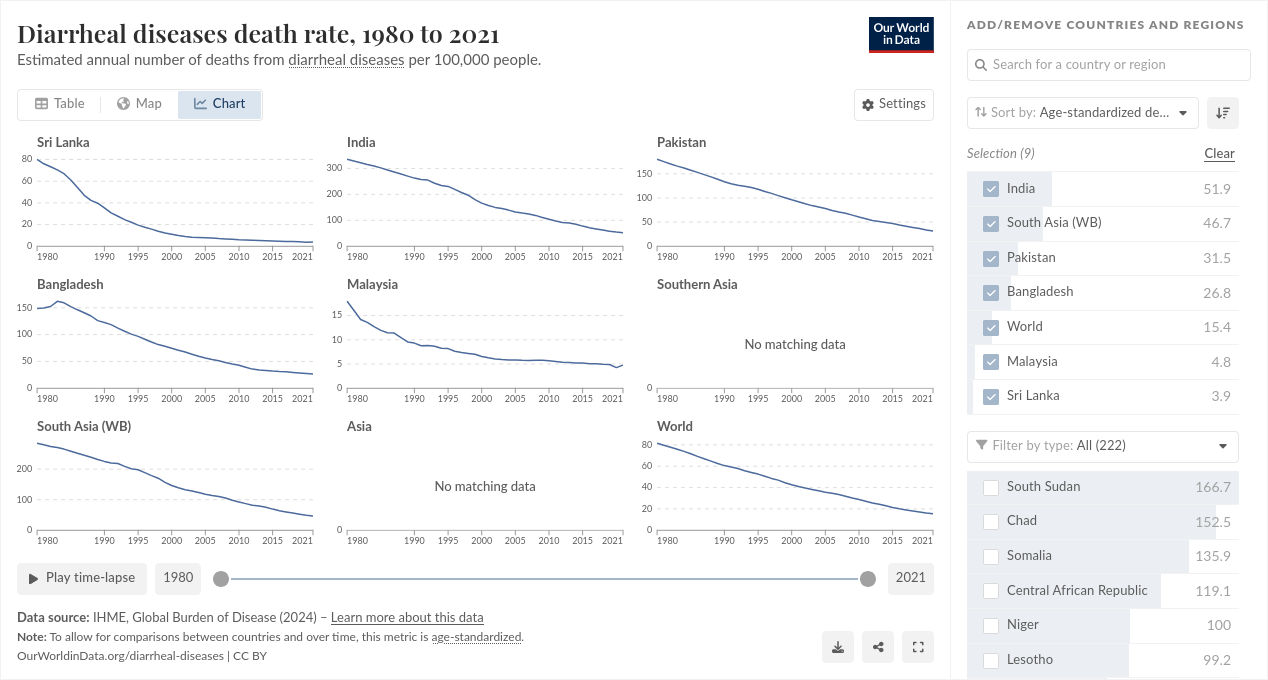 Diarrheal diseases death rate, 1980 to 2021
Estimated annual number of deaths from diarrheal diseases per 100,000 people.
Our World
in Data
Table
Map
Chart
Settings
Sri Lanka
80
60
40
20
0
1980 1990 1995 2000 2005 2010 2015 2021
India
300
200
100
0
1980 1990 1995 2000 2005 2010 2015 2021
Pakistan
150
100
50
0
1980 1990 1995 2000 2005 2010 2015 2021
Bangladesh
150
100
50
0
1980 1990 1995 2000 2005 2010 2015 2021
Malaysia
15
10
5
0
1980 1990 1995 2000 2005 2010 2015 2021
Southern Asia
No matching data
0
1980 1990 1995 2000 2005 2010 2015 2021
South Asia (WB)
200
100
0
1980 1990 1995 2000 2005 2010 2015 2021
Asia
No matching data
0
1980 1990 1995 2000 2005 2010 2015 2021
World
80
60
40
20
0
1980 1990 1995 2000 2005 2010 2015 2021
Play time-lapse
1980
2021
Data source: IHME, Global Burden of Disease (2024) – Learn more about this data
Note: To allow for comparisons between countries and over time, this metric is age-standardized.
OurWorldinData.org/diarrheal-diseases | CC BY
ADD/REMOVE COUNTRIES AND REGIONS
Search for a country or region
Sort by: Age-standardized de...
Selection (9)
Clear
India 51.9
South Asia (WB) 46.7
Pakistan 31.5
Bangladesh 26.8
World 15.4
Malaysia 4.8
Sri Lanka 3.9
Filter by type: All (222)
South Sudan 166.7
Chad 152.5
Somalia 135.9
Central African Republic 119.1
Niger 100
Lesotho 99.2